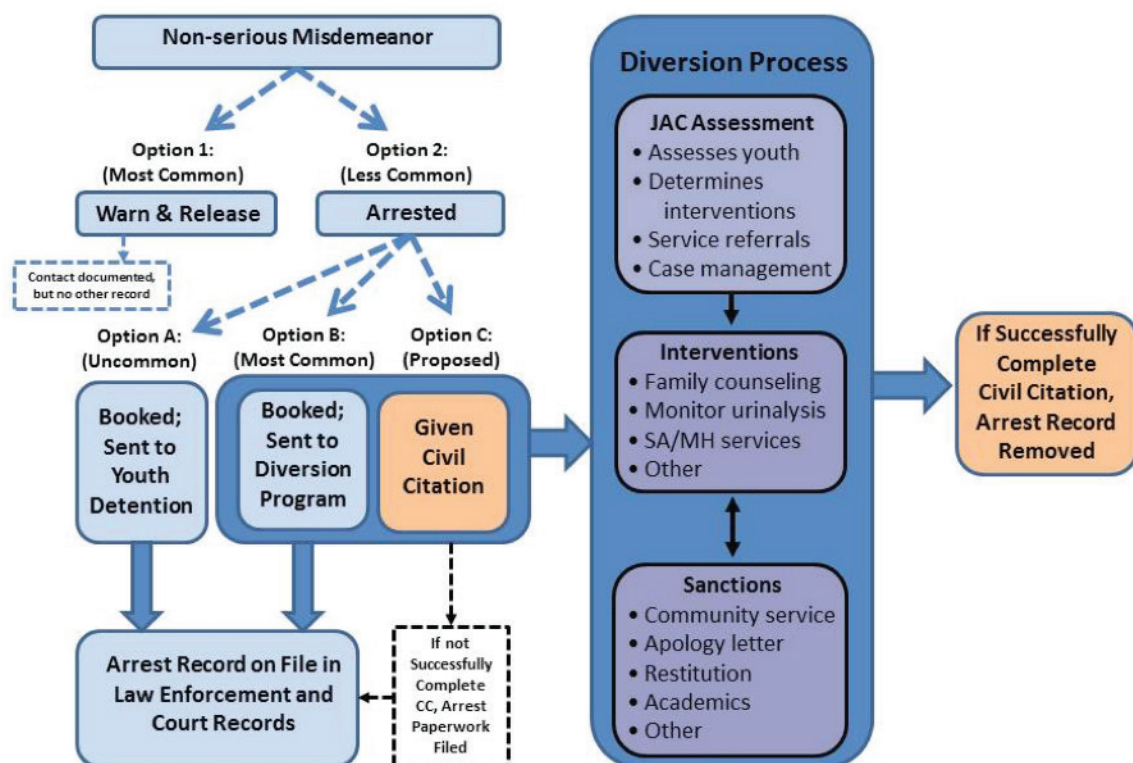 Non-serious Misdemeanor
Option 1:
(Most Common)
Option 2:
(Less Common)
Warn & Release
Arrested
Contact documented,
but no other record
Option A:
(Uncommon)
Option B:
(Most Common)
Option C:
(Proposed)
Booked;
Sent to
Youth
Detention
Booked;
Sent to
Diversion
Program
Given
Civil
Citation
Arrest Record on File in
Law Enforcement and
Court Records
If not
Successfully
Complete
CC, Arrest
Paperwork
Filed
Diversion Process
JAC Assessment
• Assesses youth
• Determines
interventions
• Service referrals
• Case management
Interventions
• Family counseling
• Monitor urinalysis
• SA/MH services
• Other
Sanctions
• Community service
• Apology letter
• Restitution
• Academics
• Other
If Successfully
Complete
Civil Citation,
Arrest Record
Removed